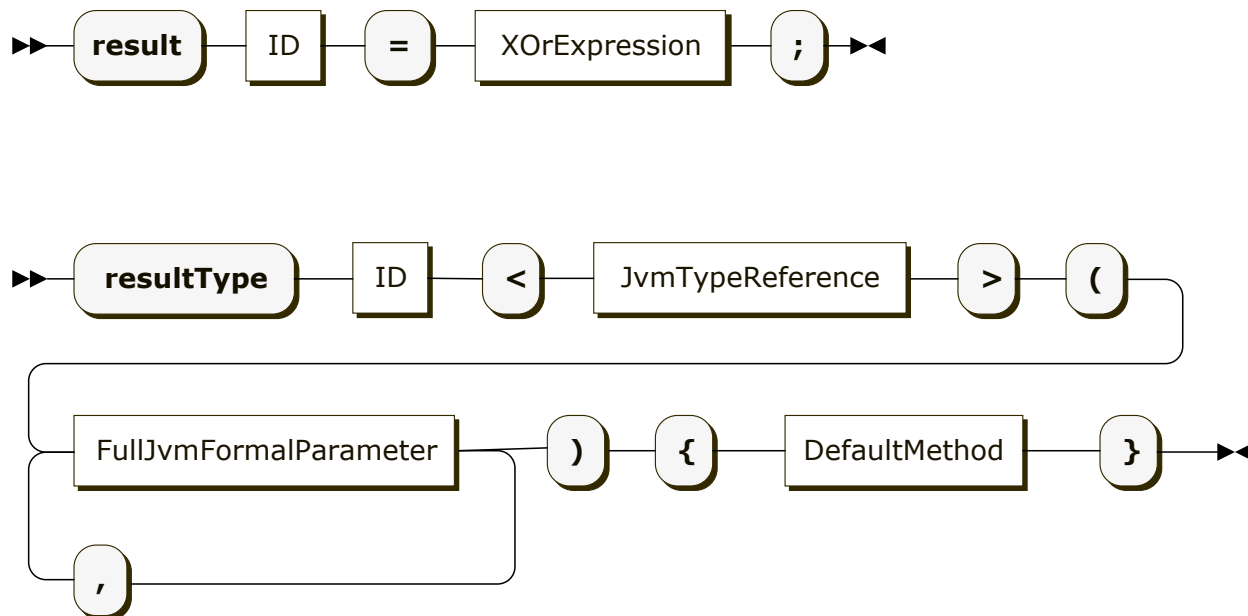 result ID = XOrExpression ;
resultType ID < JvmTypeReference > (
FullJvmFormalParameter ) { DefaultMethod }
,